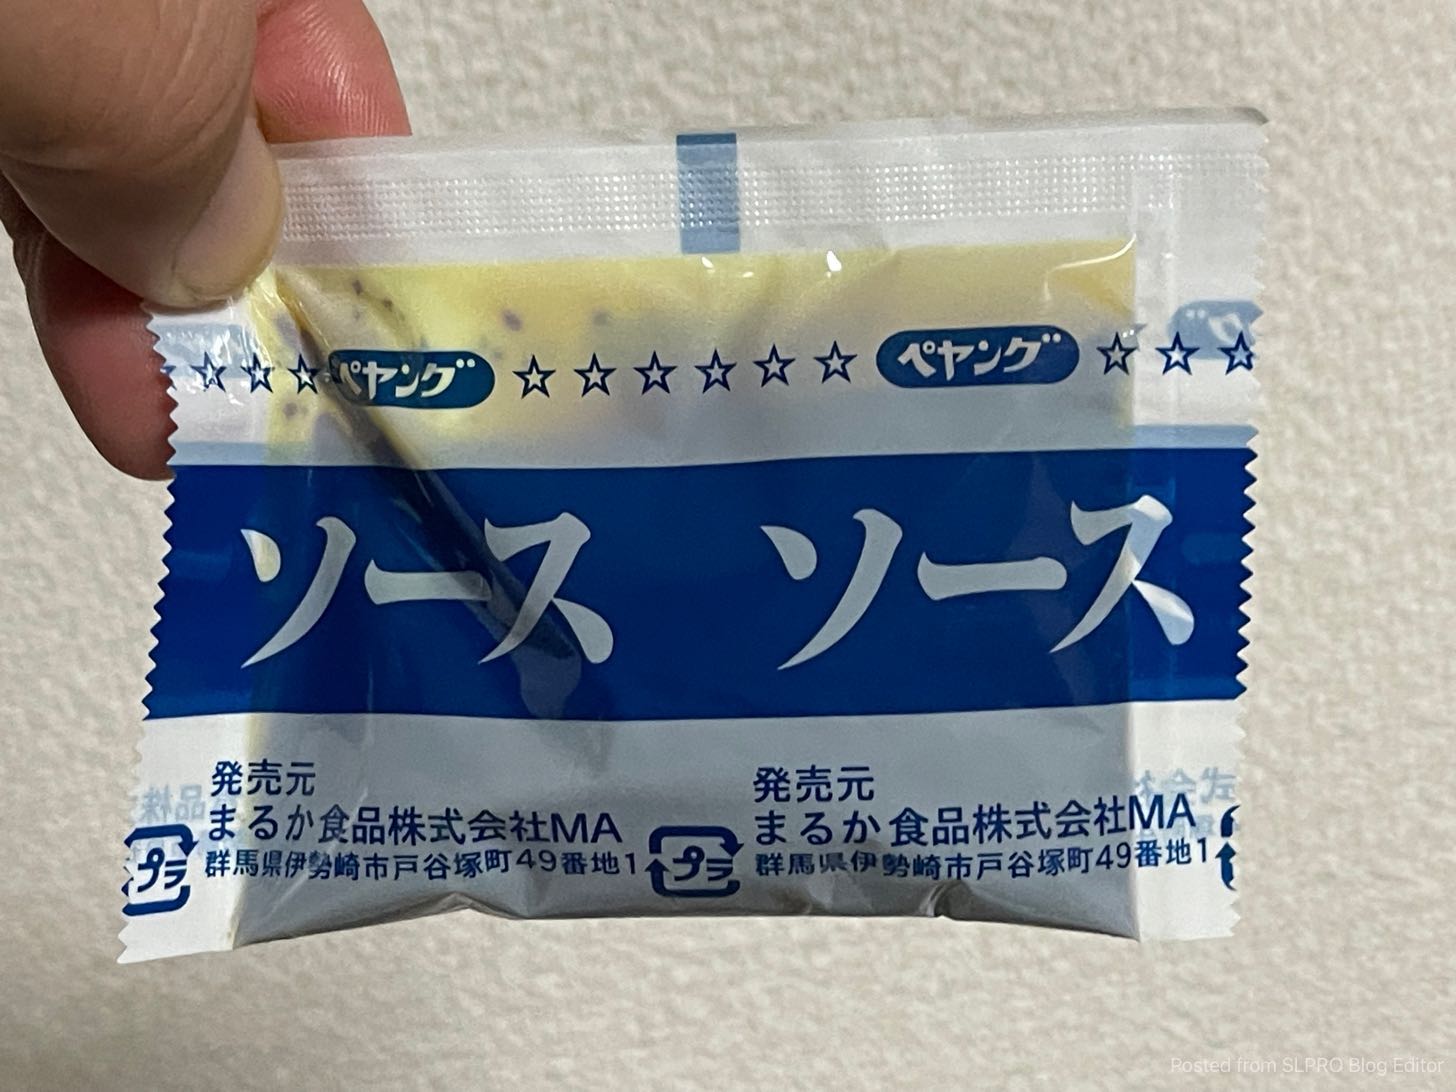 ☆☆☆ペヤング☆☆☆☆☆☆ペヤング☆☆☆
ソース ソース
発売元
まるか食品株式会社MA
群馬県伊勢崎市戸谷塚町49番地1
プラ
発売元
まるか食品株式会社MA
群馬県伊勢崎市戸谷塚町49番地1
プラ
Posted from SLPRO Blog Editor